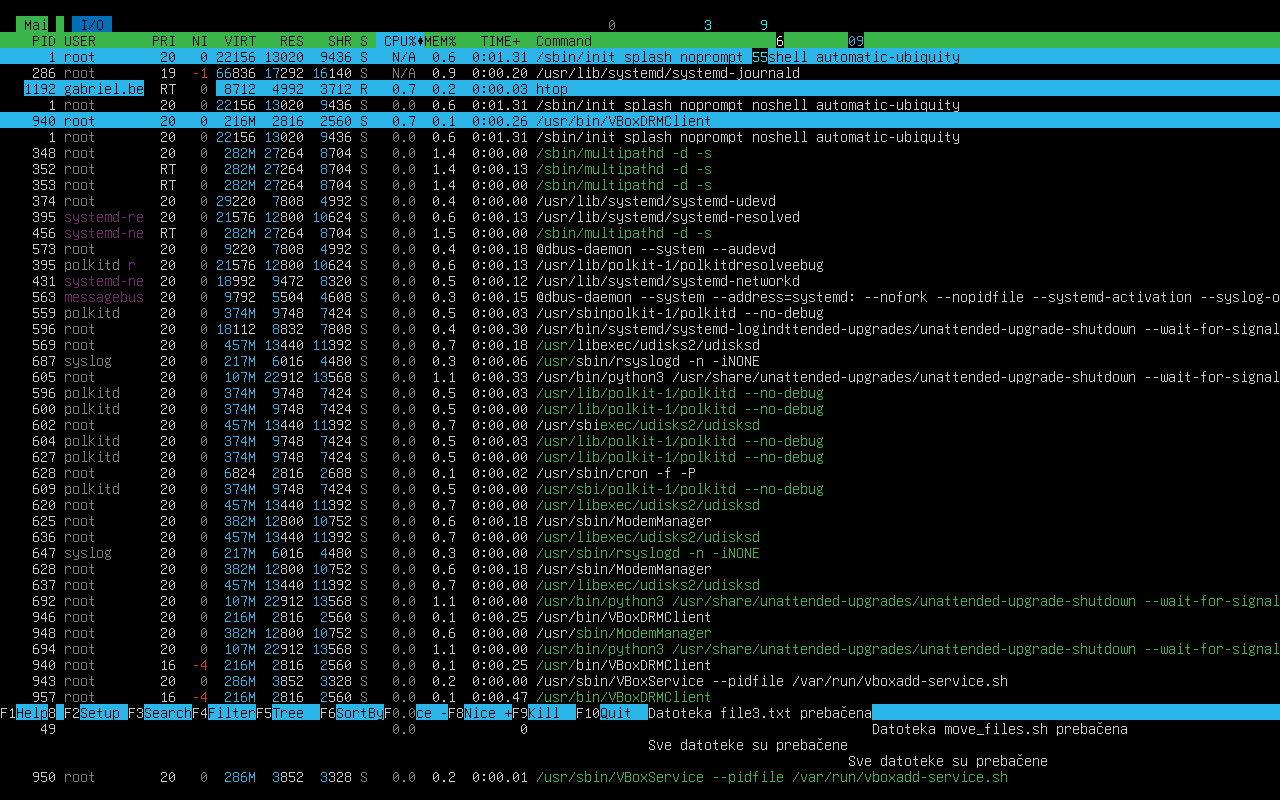 Mai I/O 0 3 9
PID USER PRI NI VIRT RES SHR S CPU% MEM% TIME+ Command 6 09
1 root 20 0 22156 13020 9436 S N/A 0.6 0:01.31 /sbin/init splash noprompt 55shell automatic-ubiquity
286 root 19 -1 66836 17292 16140 S N/A 0.9 0:00.20 /usr/lib/systemd/systemd-journald
1192 gabriel.be RT 0 8712 4992 3712 R 0.7 0.2 0:00.03 htop
1 root 20 0 22156 13020 9436 S 0.0 0.6 0:01.31 /sbin/init splash noprompt noshell automatic-ubiquity
940 root 20 0 216M 2816 2560 S 0.7 0.1 0:00.26 /usr/bin/VBoxDRMClient
1 root 20 0 22156 13020 9436 S 0.0 0.6 0:01.31 /sbin/init splash noprompt noshell automatic-ubiquity
348 root 20 0 282M 27264 8704 S 0.0 1.4 0:00.00 /sbin/multipathd -d -s
352 root RT 0 282M 27264 8704 S 0.0 1.4 0:00.13 /sbin/multipathd -d -s
353 root RT 0 282M 27264 8704 S 0.0 1.4 0:00.00 /sbin/multipathd -d -s
374 root 20 0 29220 7808 4992 S 0.0 0.4 0:00.00 /usr/lib/systemd/systemd-udevd
395 systemd-re 20 0 21576 12800 10624 S 0.0 0.6 0:00.13 /usr/lib/systemd/systemd-resolved
456 systemd-ne RT 0 282M 27264 8704 S 0.0 1.5 0:00.00 /sbin/multipathd -d -s
573 root 20 0 9220 7808 4992 S 0.0 0.4 0:00.18 @dbus-daemon --system --audevd
395 polkitd r 20 0 21576 12800 10624 S 0.0 0.6 0:00.13 /usr/lib/polkit-1/polkitdresolveebug
431 systemd-ne 20 0 18992 9472 8320 S 0.0 0.5 0:00.12 /usr/lib/systemd/systemd-networkd
563 messagebus 20 0 9792 5504 4608 S 0.0 0.3 0:00.15 @dbus-daemon --system --address=systemd: --nofork --nopidfile --systemd-activation --syslog-o
559 polkitd 20 0 374M 9748 7424 S 0.0 0.5 0:00.01 /usr/sbinpolkit-1/polkitd --no-debug
596 root 20 0 18112 8832 7808 S 0.0 0.4 0:00.30 /usr/bin/systemd/systemd-logindttended-upgrades/unattended-upgrade-shutdown --wait-for-signal
569 root 20 0 457M 13440 11392 S 0.0 0.7 0:00.18 /usr/libexec/udisks2/udisksd
687 syslog 20 0 217M 6016 4480 S 0.0 0.3 0:00.06 /usr/sbin/rsyslogd -n -iNONE
605 root 20 0 107M 22912 13568 S 0.0 1.1 0:00.33 /usr/bin/python3 /usr/share/unattended-upgrades/unattended-upgrade-shutdown --wait-for-signal
596 polkitd 20 0 374M 9748 7424 S 0.0 0.5 0:00.03 /usr/lib/polkit-1/polkitd --no-debug
600 polkitd 20 0 374M 9748 7424 S 0.0 0.5 0:00.00 /usr/lib/polkit-1/polkitd --no-debug
602 root 20 0 457M 13440 11392 S 0.0 0.7 0:00.00 /usr/sbiexec/udisks2/udisksd
604 polkitd 20 0 374M 9748 7424 S 0.0 0.5 0:00.03 /usr/lib/polkit-1/polkitd --no-debug
627 polkitd 20 0 374M 9748 7424 S 0.0 0.5 0:00.00 /usr/lib/polkit-1/polkitd --no-debug
628 root 20 0 6824 2816 2688 S 0.0 0.1 0:00.02 /usr/sbin/cron -f -P
609 polkitd 20 0 374M 9748 7424 S 0.0 0.5 0:00.00 /usr/sbi/polkit-1/polkitd --no-debug
620 root 20 0 457M 13440 11392 S 0.0 0.7 0:00.00 /usr/libexec/udisks2/udisksd
625 root 20 0 382M 12800 10752 S 0.0 0.6 0:00.18 /usr/sbin/ModemManager
636 root 20 0 457M 13440 11392 S 0.0 0.7 0:00.00 /usr/libexec/udisks2/udisksd
647 syslog 20 0 217M 6016 4480 S 0.0 0.3 0:00.00 /usr/sbin/rsyslogd -n -iNONE
628 root 20 0 382M 12800 10752 S 0.0 0.6 0:00.18 /usr/sbin/ModemManager
637 root 20 0 457M 13440 11392 S 0.0 0.7 0:00.00 /usr/libexec/udisks2/udisksd
692 root 20 0 107M 22912 13568 S 0.0 1.1 0:00.00 /usr/bin/python3 /usr/share/unattended-upgrades/unattended-upgrade-shutdown --wait-for-signal
946 root 20 0 216M 2816 2560 S 0.0 0.1 0:00.25 /usr/bin/VBoxDRMClient
948 root 20 0 382M 12800 10752 S 0.0 0.6 0:00.00 /usr/sbin/ModemManager
694 root 20 0 107M 22912 13568 S 0.0 1.1 0:00.00 /usr/bin/python3 /usr/share/unattended-upgrades/unattended-upgrade-shutdown --wait-for-signal
940 root 16 -4 216M 2816 2560 S 0.0 0.1 0:00.25 /usr/bin/VBoxDRMClient
943 root 20 0 286M 3852 3328 S 0.0 0.2 0:00.00 /usr/sbin/VBoxService --pidfile /var/run/vboxadd-service.sh
957 root 16 -4 216M 2816 2560 S 0.0 0.1 0:00.47 /usr/bin/VBoxDRMClient
F1Help8 F2Setup F3SearchF4FilterF5Tree F6SortByF0.0ce -F8Nice +F9Kill F10Quit Datoteka file3.txt prebačena
49 0.0 0 Datoteka move_files.sh prebačena
Sve datoteke su prebačene
Sve datoteke su prebačene
950 root 20 0 286M 3852 3328 S 0.0 0.2 0:00.01 /usr/sbin/VBoxService --pidfile /var/run/vboxadd-service.sh